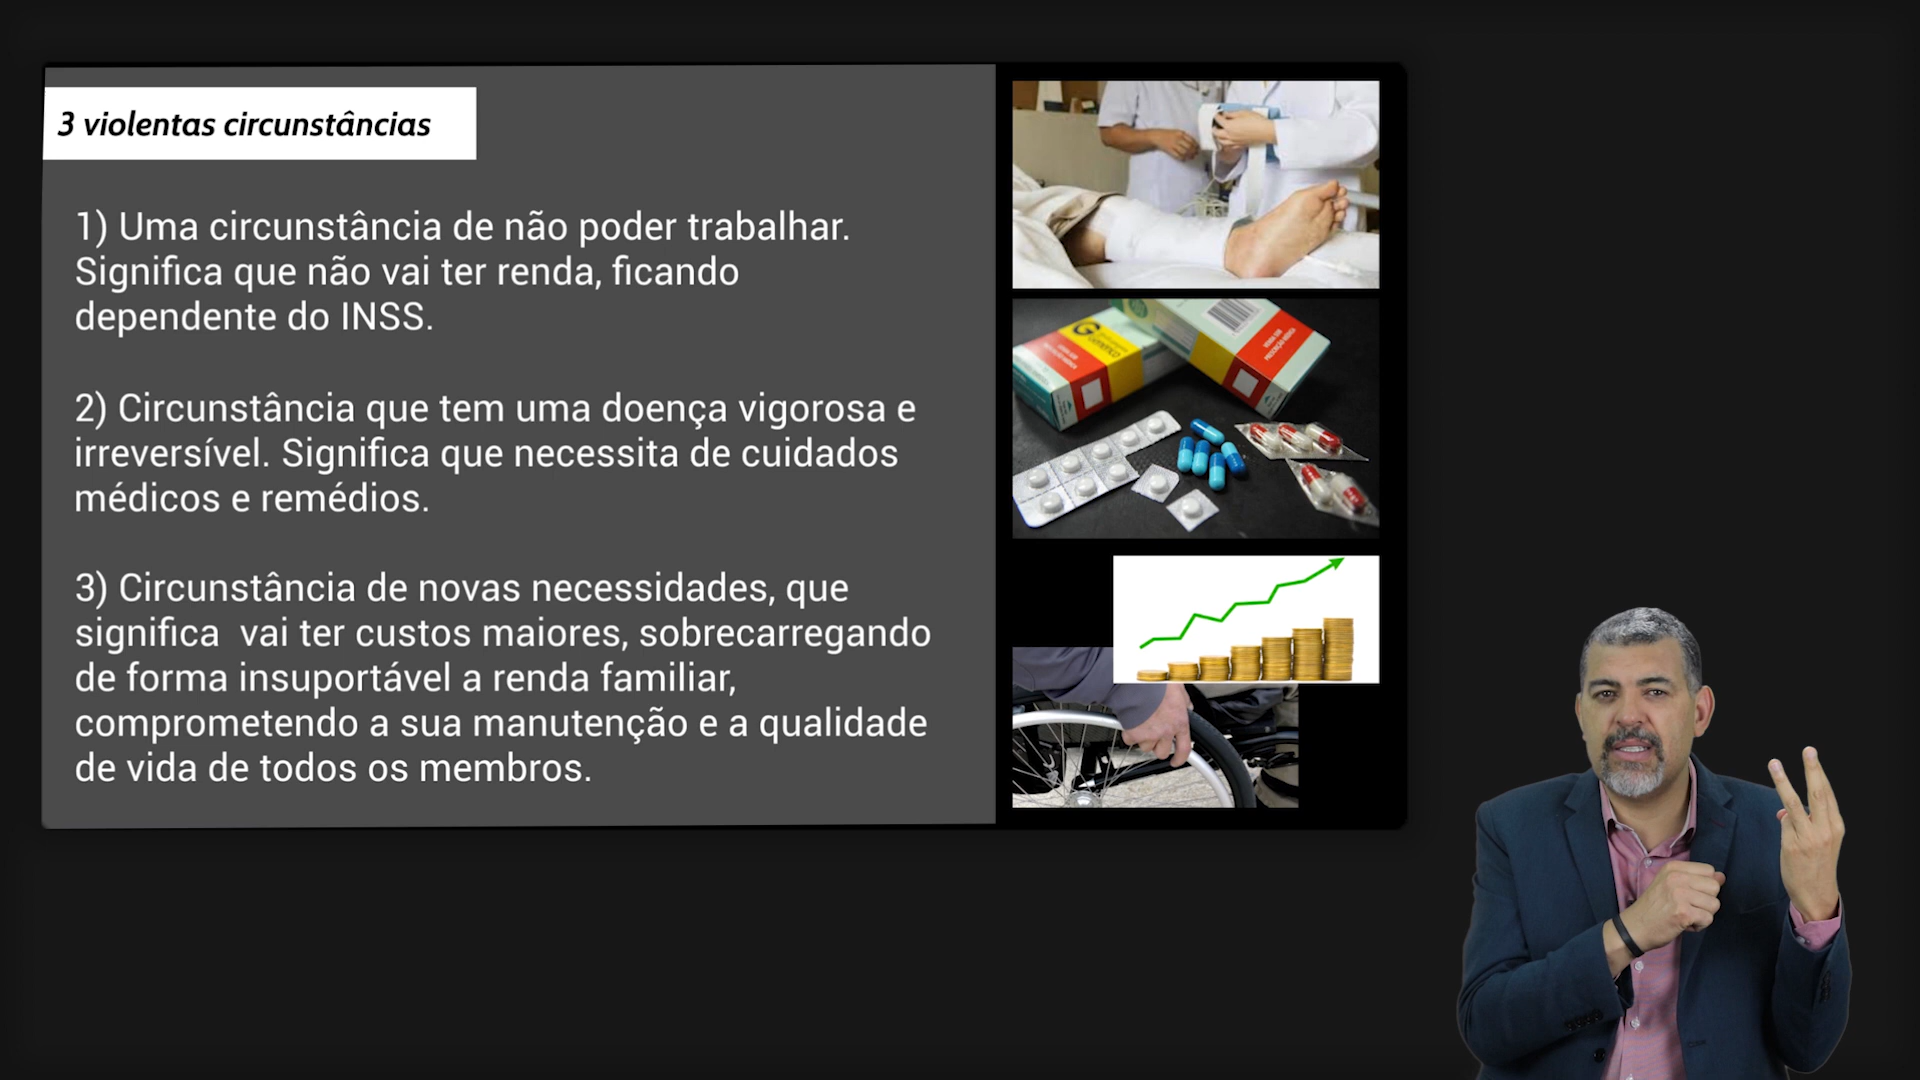 3 violentas circunstâncias
1) Uma circunstância de não poder trabalhar.
Significa que não vai ter renda, ficando
dependente do INSS.
2) Circunstância que tem uma doença vigorosa e
irreversível. Significa que necessita de cuidados
médicos e remédios.
3) Circunstância de novas necessidades, que
significa  vai ter custos maiores, sobrecarregando
de forma insuportável a renda familiar,
comprometendo a sua manutenção e a qualidade
de vida de todos os membros.
G